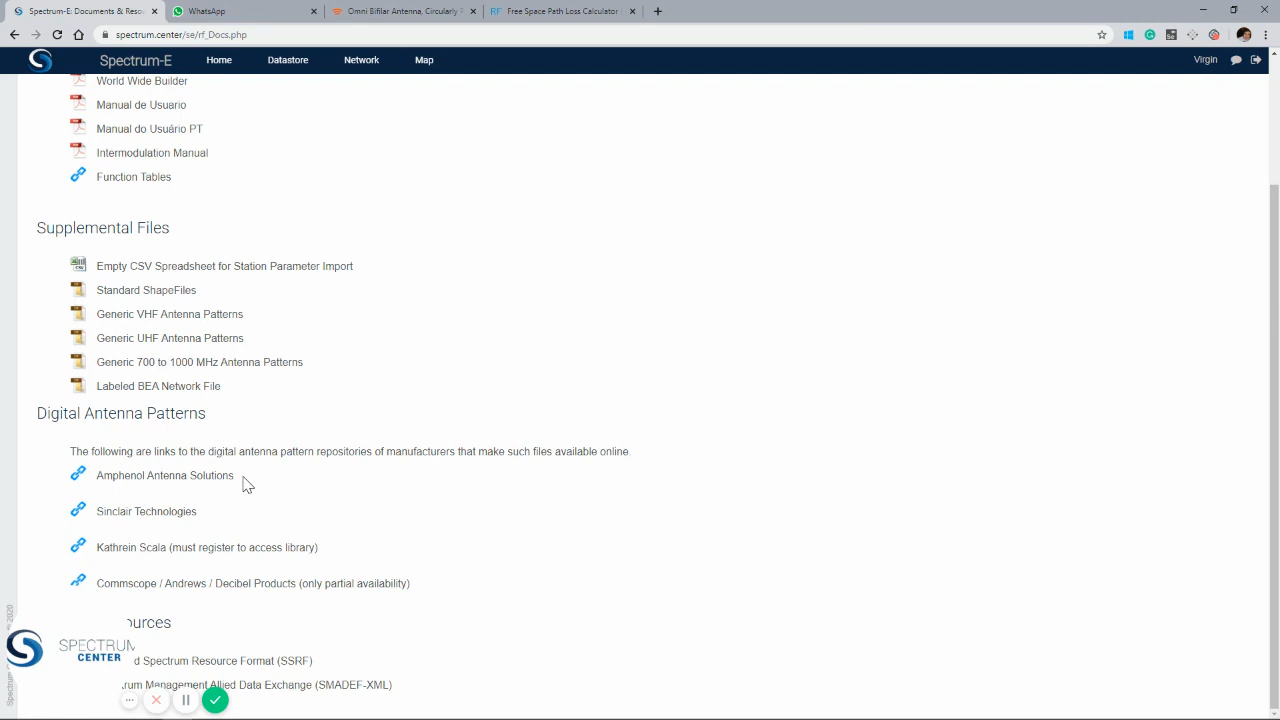 Spectrum-E: Documents & Reso
WhatsApp
Omni Bifilar Antenna, Circularly P
Free Space Path Loss Calculator
spectrum.center/se/rf_Docs.php
Spectrum-E
Home
Datastore
Network
Map
Virgin
World Wide Builder
Manual de Usuario
Manual do Usuário PT
Intermodulation Manual
Function Tables
Supplemental Files
Empty CSV Spreadsheet for Station Parameter Import
Standard ShapeFiles
Generic VHF Antenna Patterns
Generic UHF Antenna Patterns
Generic 700 to 1000 MHz Antenna Patterns
Labeled BEA Network File
Digital Antenna Patterns
The following are links to the digital antenna pattern repositories of manufacturers that make such files available online.
Amphenol Antenna Solutions
Sinclair Technologies
Kathrein Scala (must register to access library)
Commscope / Andrews / Decibel Products (only partial availability)
ources
SPECTRUM
CENTER
d Spectrum Resource Format (SSRF)
trum Management Allied Data Exchange (SMADEF-XML)